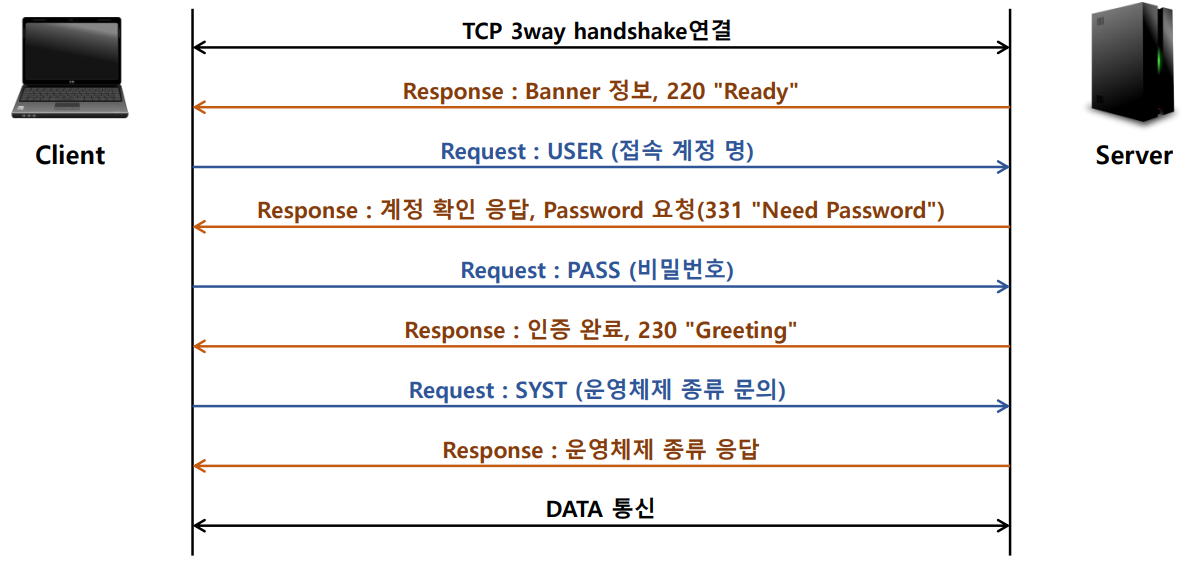 TCP 3way handshake연결
Response : Banner 정보, 220 "Ready"
Client
Request : USER (접속 계정 명)
Server
Response : 계정 확인 응답, Password 요청(331 "Need Password")
Request : PASS (비밀번호)
Response : 인증 완료, 230 "Greeting"
Request : SYST (운영체제 종류 문의)
Response : 운영체제 종류 응답
DATA 통신